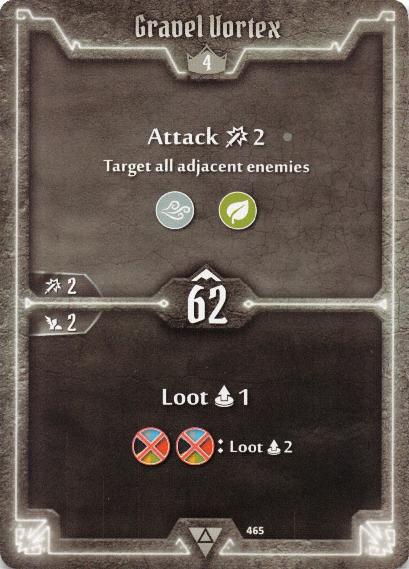 Gravel Vortex
4
Attack 2
Target all adjacent enemies
2
62
2
Loot 1
: Loot 2
465